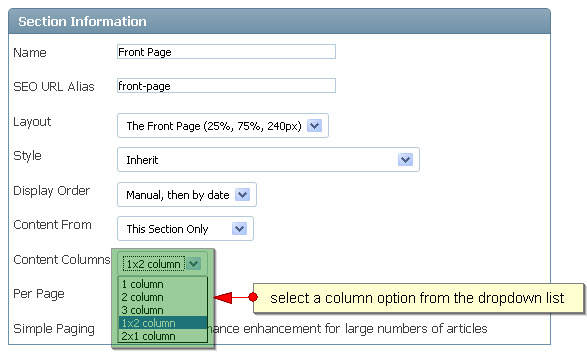 Section Information
Name Front Page
SEO URL Alias front-page
Layout The Front Page (25%, 75%, 240px)
Style Inherit
Display Order Manual, then by date
Content From This Section Only
Content Columns 1x2 column
1 column
2 column
3 column
1x2 column
2x1 column
select a column option from the dropdown list
Per Page
Simple Paging mance enhancement for large numbers of articles